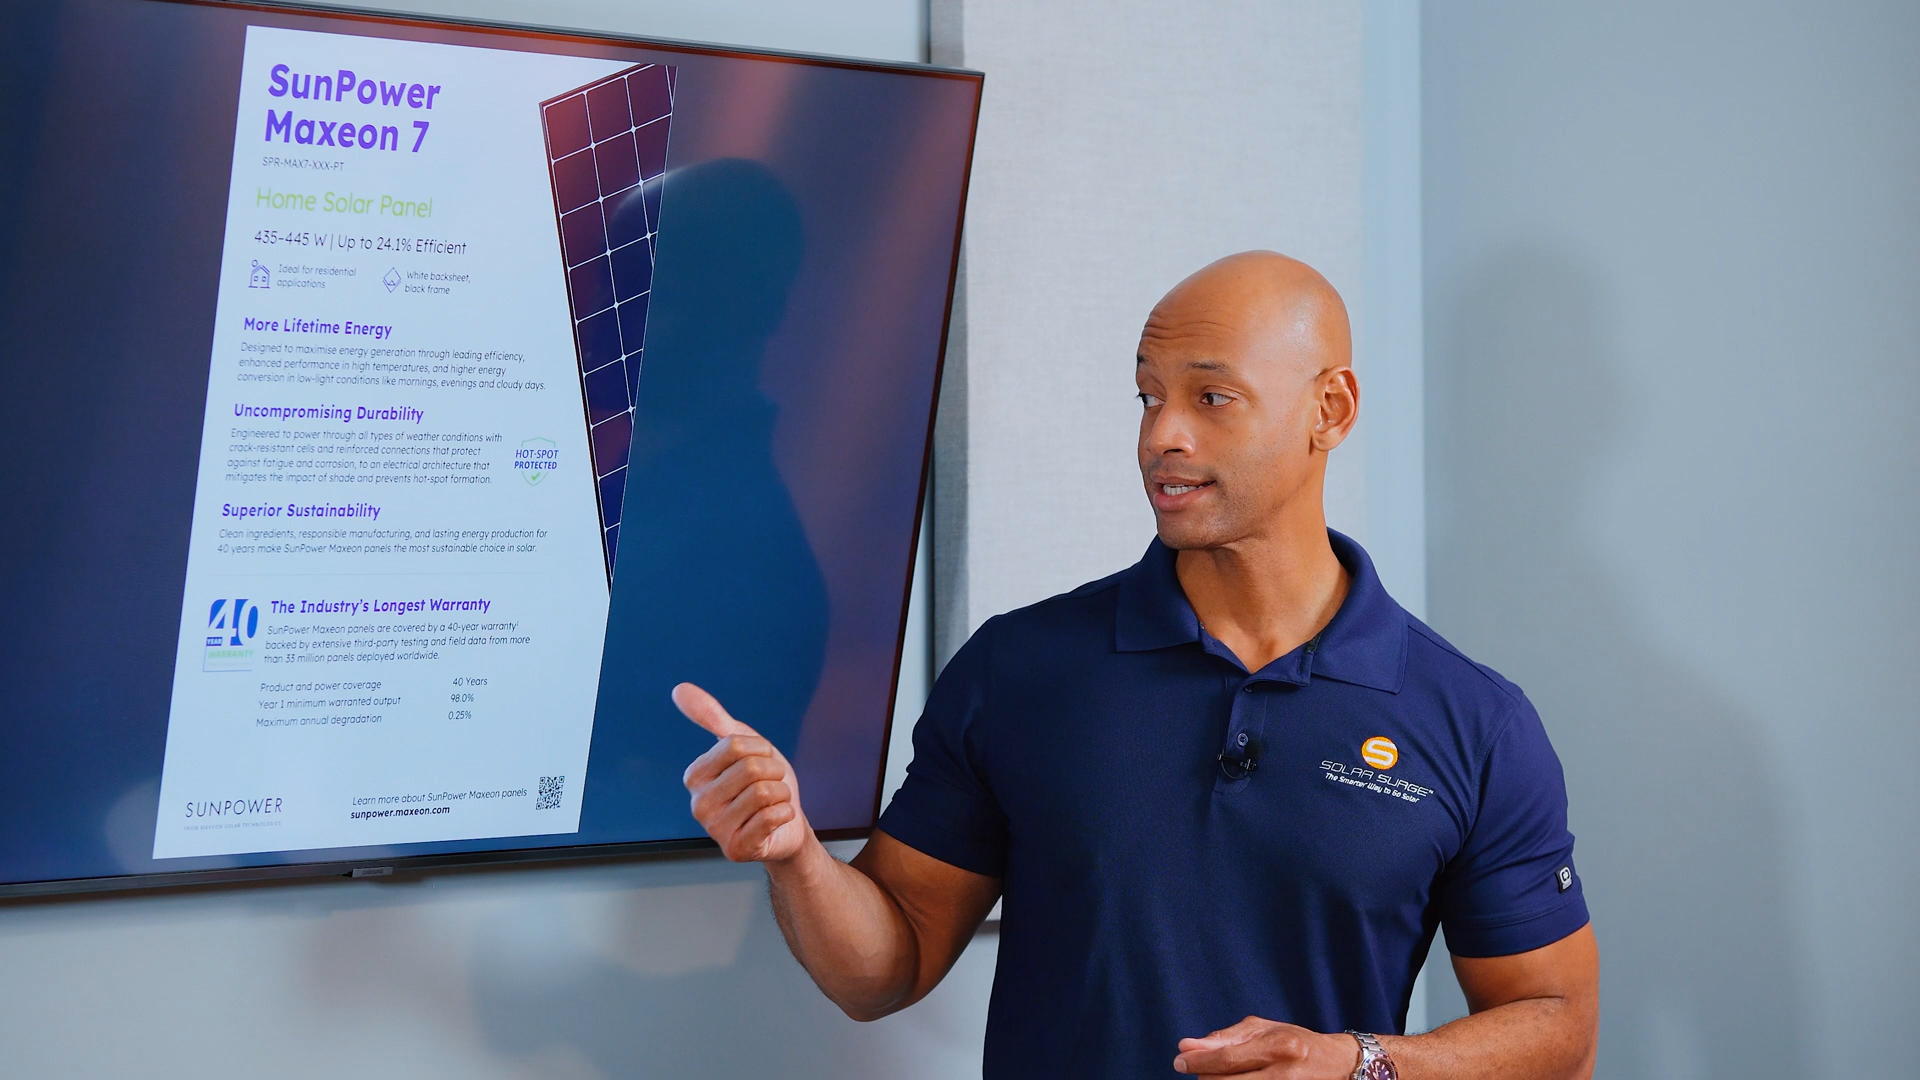 SunPower
Maxeon 7
SPR-MAX7-XXX-PT
Home Solar Panel
435–445 W | Up to 24.1% Efficient
Ideal for residential
applications
White backsheet,
black frame
More Lifetime Energy
Designed to maximise energy generation through leading efficiency,
enhanced performance in high temperatures, and higher energy
conversion in low-light conditions like mornings, evenings and cloudy days.
Uncompromising Durability
Engineered to power through all types of weather conditions with
crack-resistant cells and reinforced connections that protect
against fatigue and corrosion, to an electrical architecture that
mitigates the impact of shade and prevents hot-spot formation.
HOT-SPOT
PROTECTED
Superior Sustainability
Clean ingredients, responsible manufacturing, and lasting energy production for
40 years make SunPower Maxeon panels the most sustainable choice in solar.
40
YEAR
WARRANTY
The Industry's Longest Warranty
SunPower Maxeon panels are covered by a 40-year warranty¹
backed by extensive third-party testing and field data from more
than 33 million panels deployed worldwide.
Product and power coverage 40 Years
Year 1 minimum warranted output 98.0%
Maximum annual degradation 0.25%
SUNPOWER
FROM MAXEON SOLAR TECHNOLOGIES
Learn more about SunPower Maxeon panels
sunpower.maxeon.com
SAMSUNG
S
SOLAR SURGE™
The Smarter Way to Go Solar